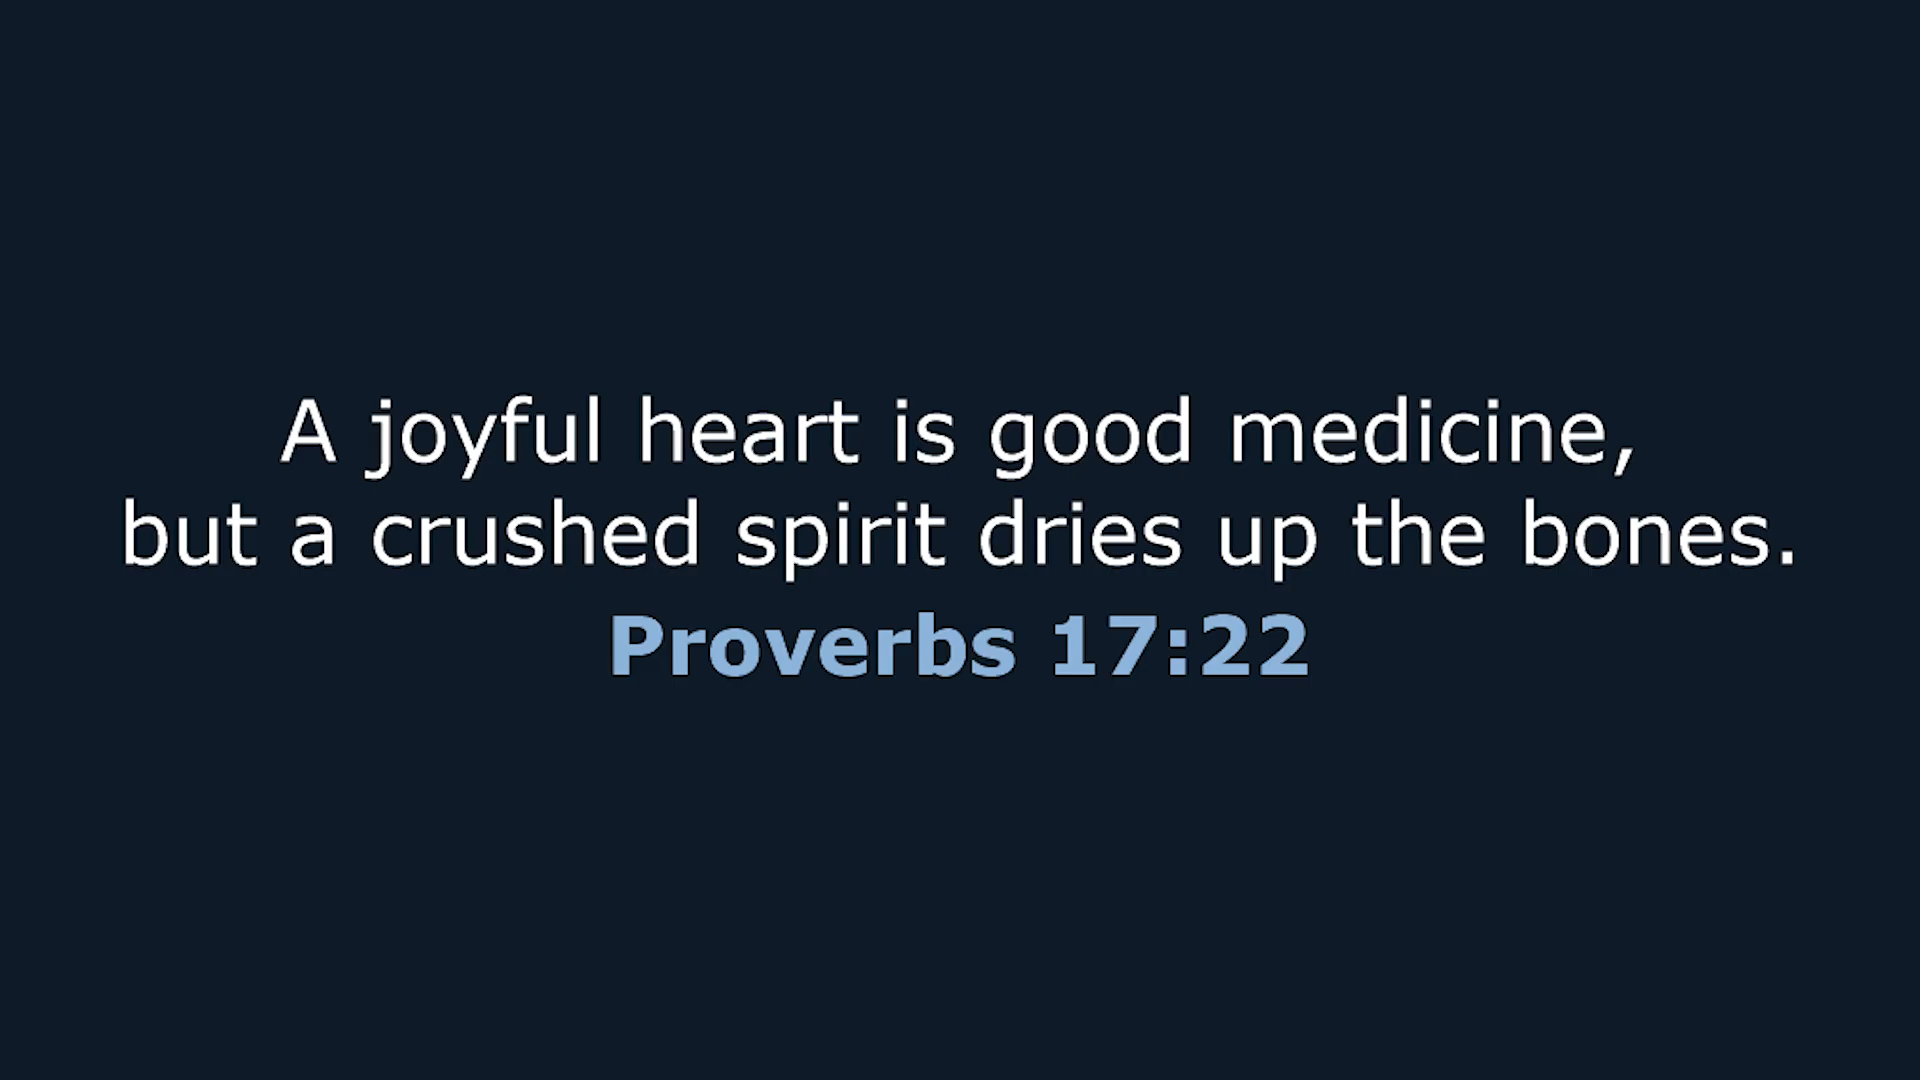 A joyful heart is good medicine,
but a crushed spirit dries up the bones.
Proverbs 17:22